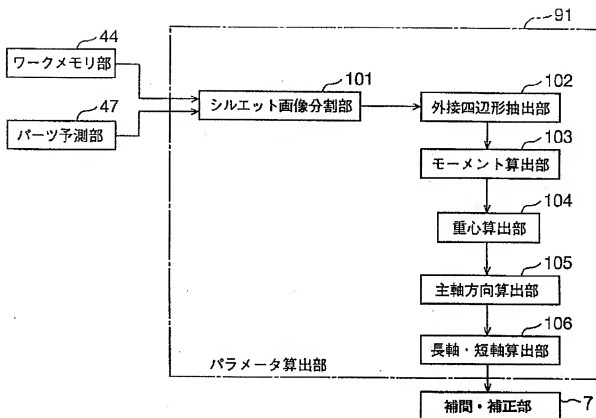 91
44
ワークメモリ部
47
パーツ予測部
101
シルエット画像分割部
102
外接四辺形抽出部
103
モーメント算出部
104
重心算出部
105
主軸方向算出部
106
長軸・短軸算出部
パラメータ算出部
補間・補正部
7